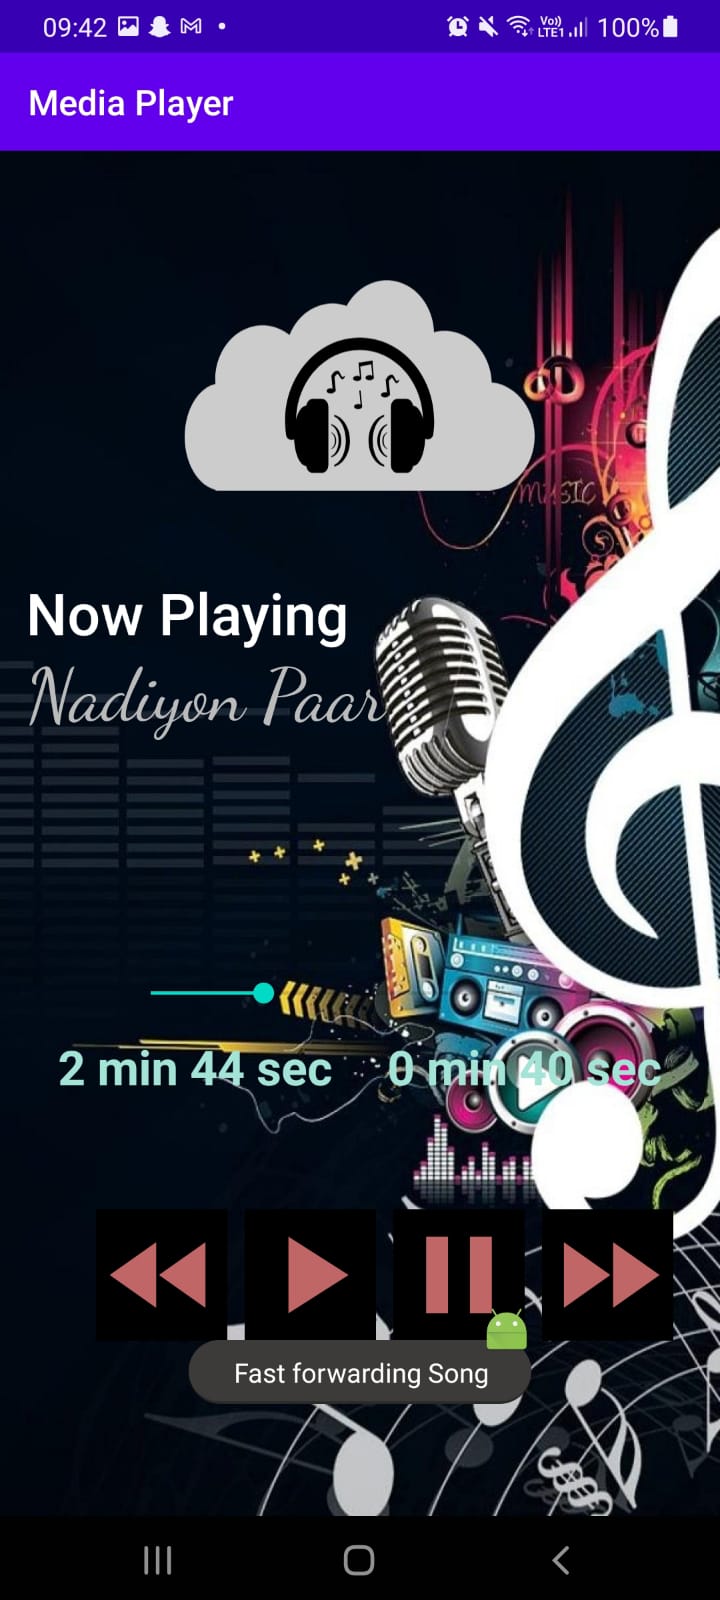 09:42
Vo))
LTE1
100%
Media Player
MUSIC
Now Playing
Nadiyon Paar
2 min 44 sec
0 min 40 sec
Fast forwarding Song